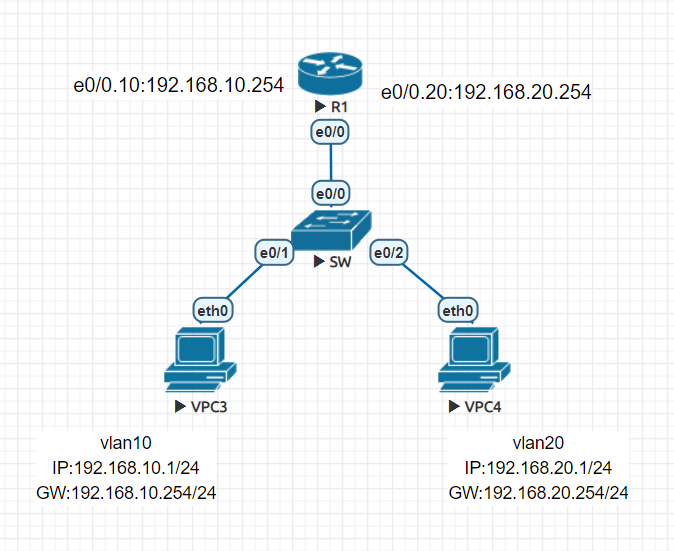 e0/0.10:192.168.10.254
e0/0.20:192.168.20.254
R1
e0/0
e0/0
e0/1
e0/2
SW
eth0
eth0
VPC3
VPC4
vlan10
IP:192.168.10.1/24
GW:192.168.10.254/24
vlan20
IP:192.168.20.1/24
GW:192.168.20.254/24